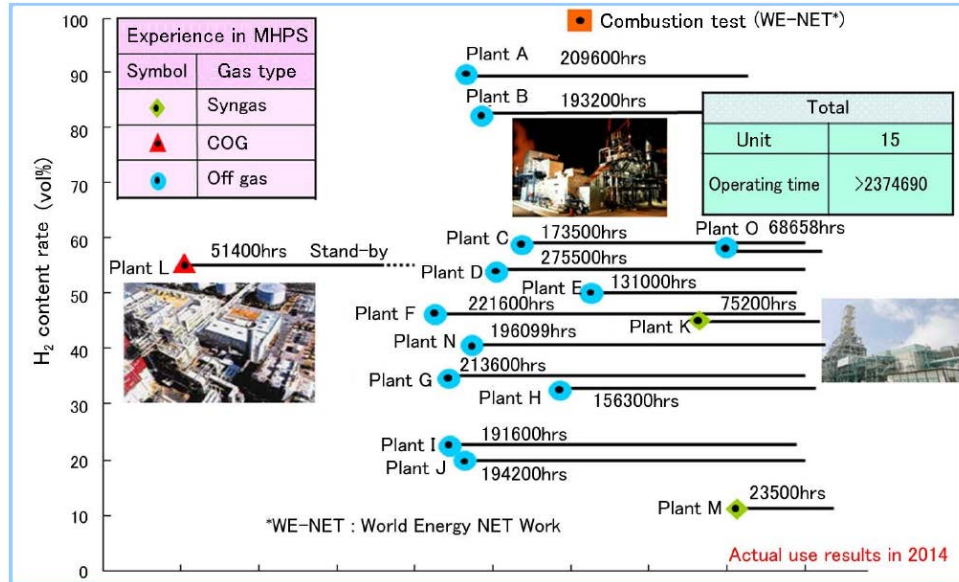 100
90
80
70
60
50
40
30
20
10
0
H2 content rate (vol%)
Experience in MHPS
Symbol Gas type
Syngas
COG
Off gas
Combustion test (WE-NET*)
Plant A 209600hrs
Plant B 193200hrs
Total
Unit 15
Operating time >2374690
Plant C 173500hrs
Plant O 68658hrs
Plant L 51400hrs Stand-by
Plant D 275500hrs
Plant E 131000hrs
Plant F 221600hrs
Plant K 75200hrs
Plant N 196099hrs
Plant G 213600hrs
Plant H 156300hrs
Plant I 191600hrs
Plant J 194200hrs
Plant M 23500hrs
*WE-NET : World Energy NET Work
Actual use results in 2014